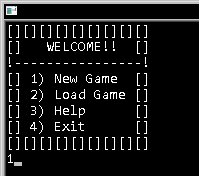 [][][][][][][][][]
[]   WELCOME!!  []
!----------------!
[] 1) New Game  []
[] 2) Load Game []
[] 3) Help      []
[] 4) Exit      []
[][][][][][][][][]
1_